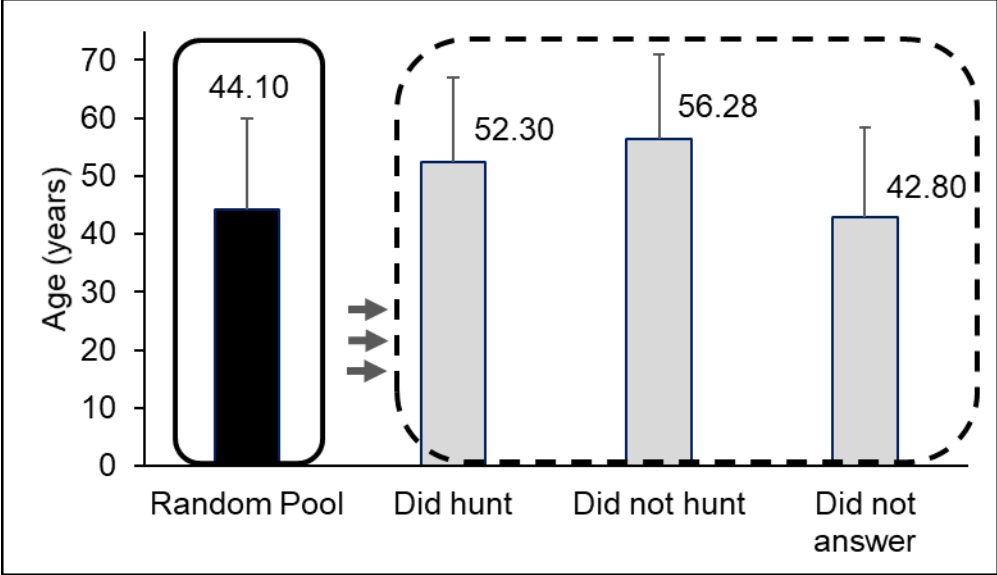 Age (years)
70
60
50
40
30
20
10
0
44.10
52.30
56.28
42.80
Random Pool
Did hunt
Did not hunt
Did not
answer